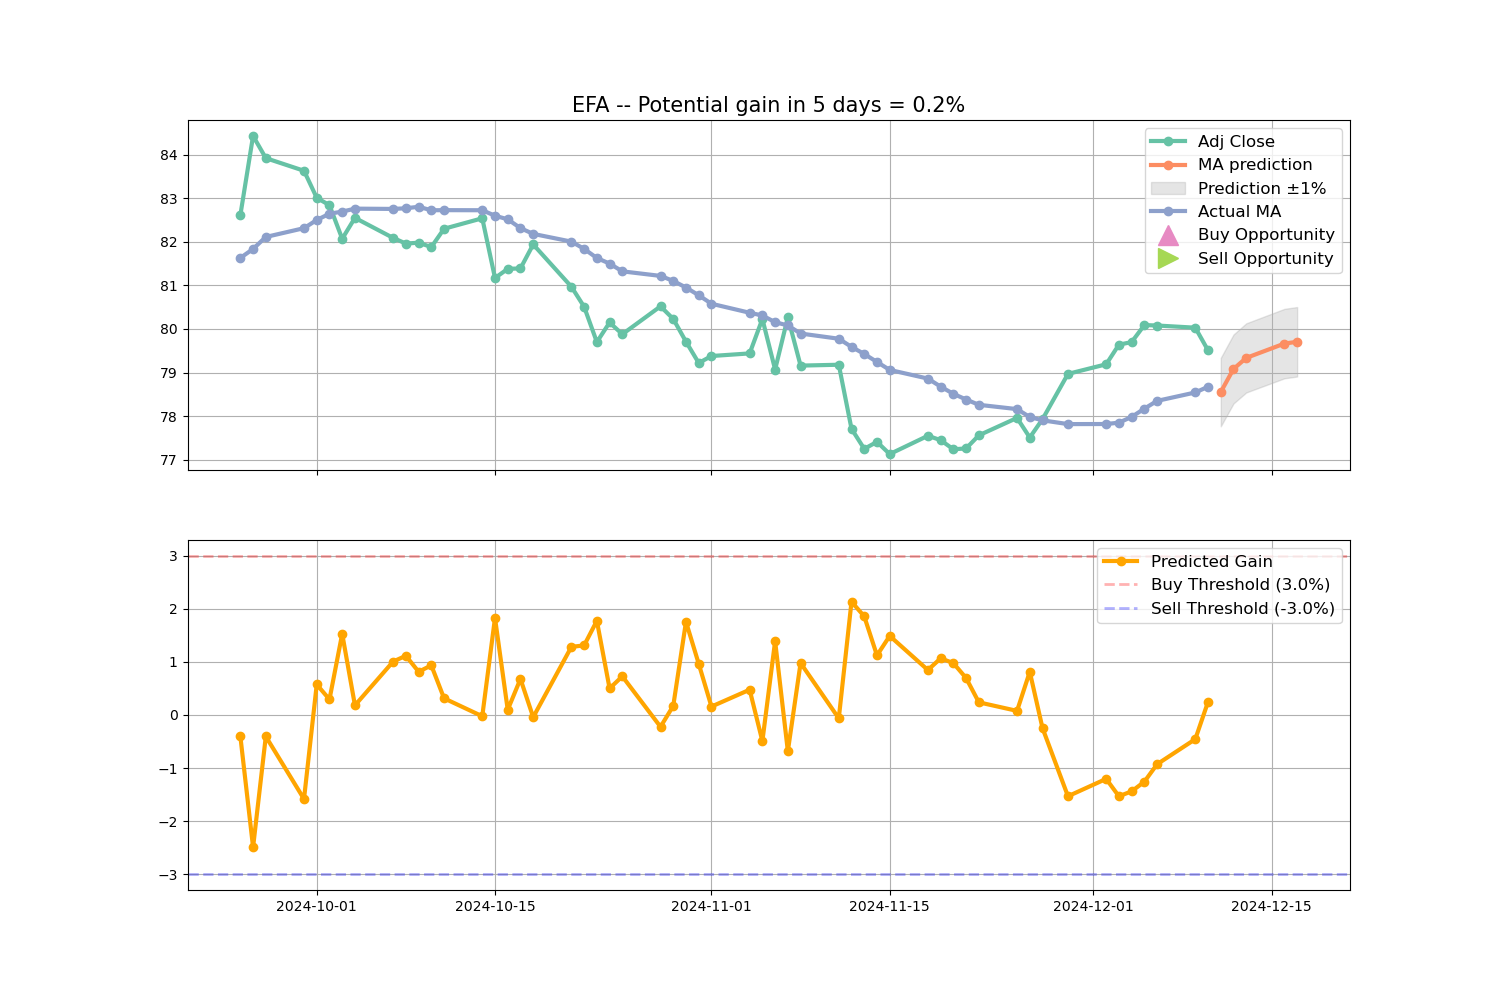 EFA -- Potential gain in 5 days = 0.2%
84
83
82
81
80
79
78
77
Adj Close
MA prediction
Prediction ±1%
Actual MA
Buy Opportunity
Sell Opportunity
3
2
1
0
−1
−2
−3
Predicted Gain
Buy Threshold (3.0%)
Sell Threshold (-3.0%)
2024-10-01
2024-10-15
2024-11-01
2024-11-15
2024-12-01
2024-12-15